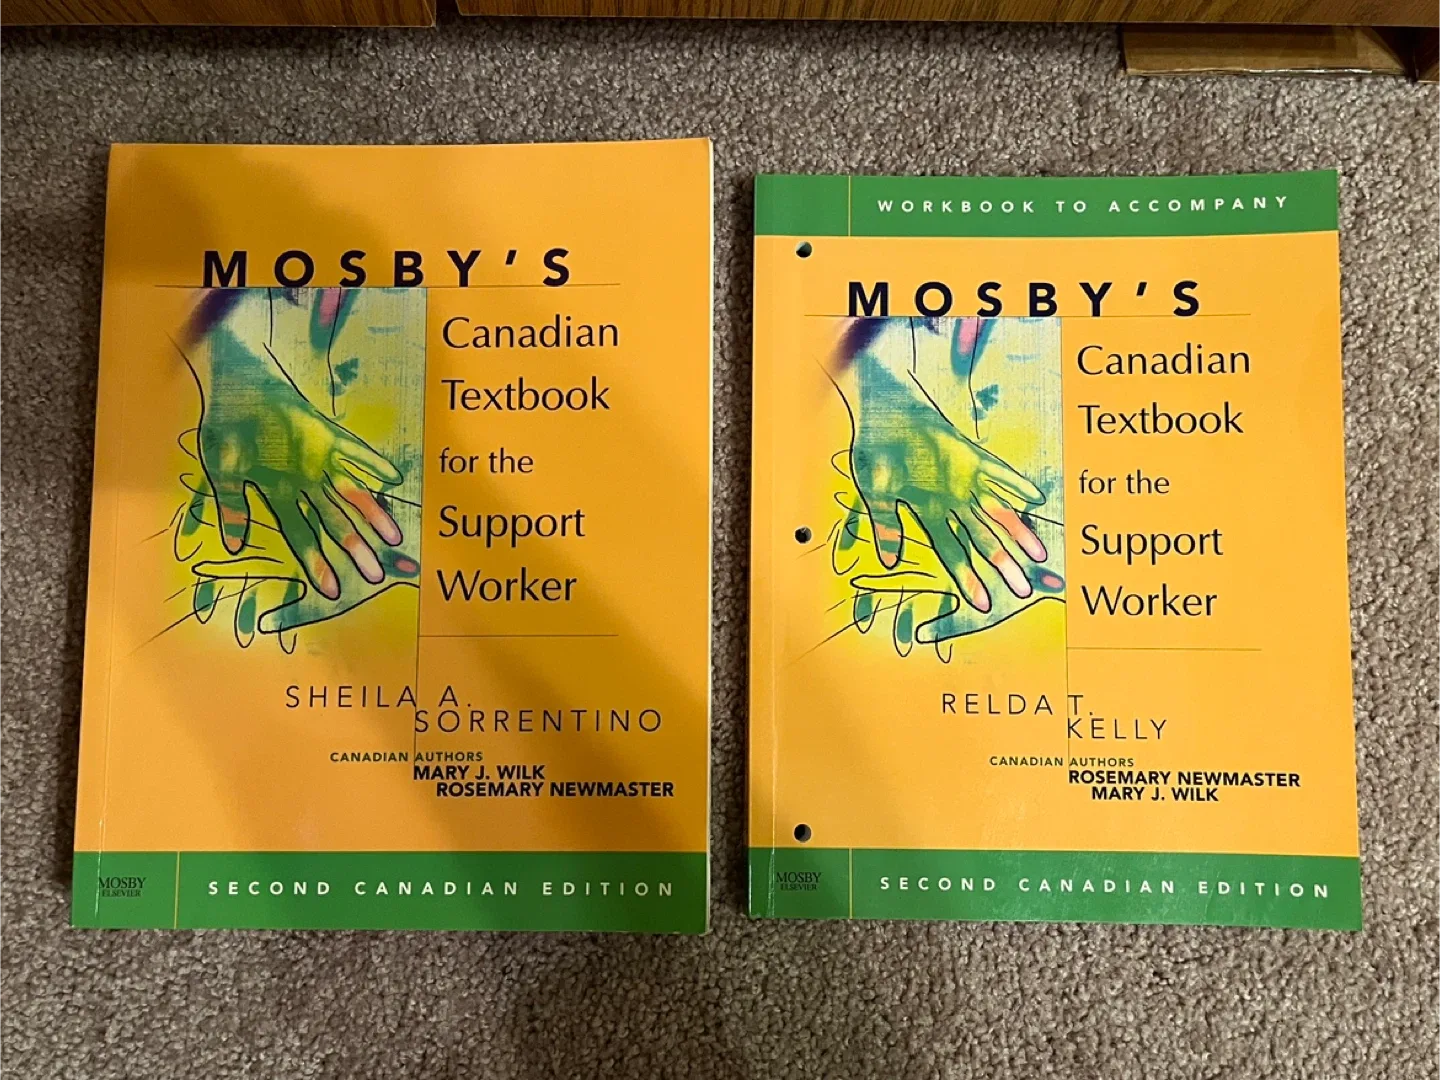 MOSBY'S
Canadian
Textbook
for the
Support
Worker
SHEILA A.
SORRENTINO
CANADIAN AUTHORS
MARY J. WILK
ROSEMARY NEWMASTER
MOSBY
ELSEVIER
SECOND CANADIAN EDITION
WORKBOOK TO ACCOMPANY
MOSBY'S
Canadian
Textbook
for the
Support
Worker
RELDA T.
KELLY
CANADIAN AUTHORS
ROSEMARY NEWMASTER
MARY J. WILK
MOSBY
ELSEVIER
SECOND CANADIAN EDITION